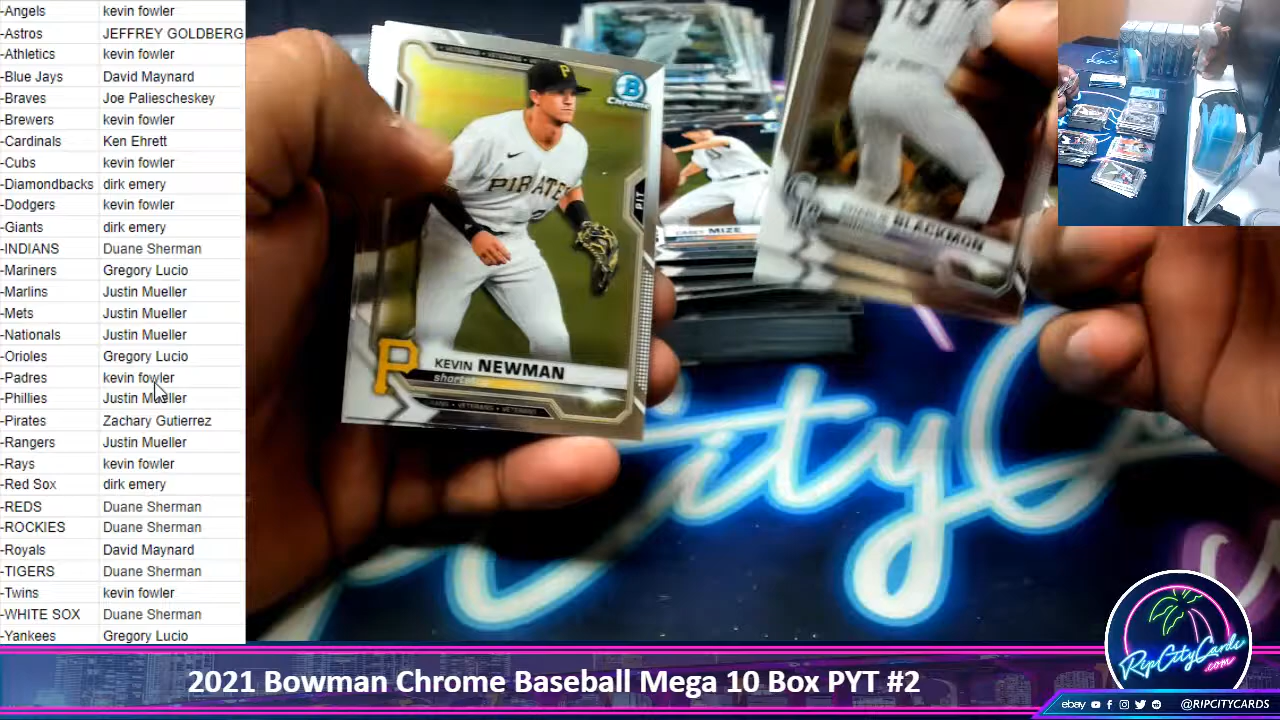 -Angels kevin fowler
-Astros JEFFREY GOLDBERG
-Athletics kevin fowler
-Blue Jays David Maynard
-Braves Joe Paliescheskey
-Brewers kevin fowler
-Cardinals Ken Ehrett
-Cubs kevin fowler
-Diamondbacks dirk emery
-Dodgers kevin fowler
-Giants dirk emery
-INDIANS Duane Sherman
-Mariners Gregory Lucio
-Marlins Justin Mueller
-Mets Justin Mueller
-Nationals Justin Mueller
-Orioles Gregory Lucio
-Padres kevin fowler
-Phillies Justin Mueller
-Pirates Zachary Gutierrez
-Rangers Justin Mueller
-Rays kevin fowler
-Red Sox dirk emery
-REDS Duane Sherman
-ROCKIES Duane Sherman
-Royals David Maynard
-TIGERS Duane Sherman
-Twins kevin fowler
-WHITE SOX Duane Sherman
-Yankees Gregory Lucio
B
Chrome
P
PIRATES
PIT
P
KEVIN NEWMAN
BLACKMON
CASEY MIZE
RipCityCards
.com
2021 Bowman Chrome Baseball Mega 10 Box PYT #2
ebay @RIPCITYCARDS